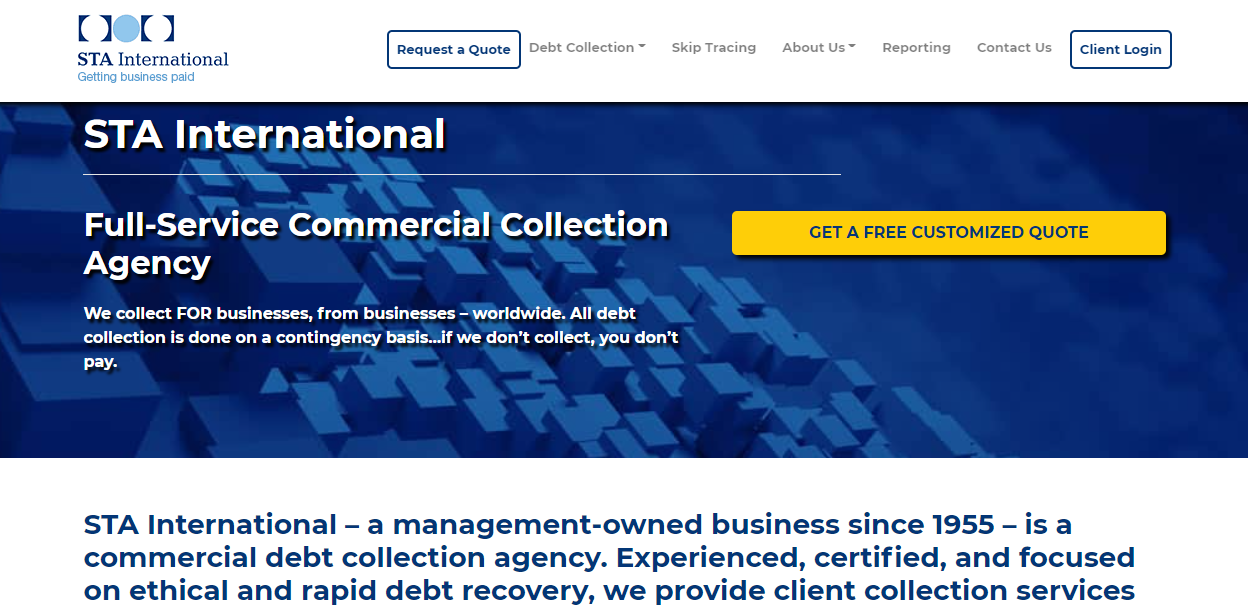 STA International
Getting business paid
Request a Quote
Debt Collection
Skip Tracing
About Us
Reporting
Contact Us
Client Login
STA International
Full-Service Commercial Collection
Agency
GET A FREE CUSTOMIZED QUOTE
We collect FOR businesses, from businesses – worldwide. All debt
collection is done on a contingency basis...if we don’t collect, you don’t
pay.
STA International – a management-owned business since 1955 – is a
commercial debt collection agency. Experienced, certified, and focused
on ethical and rapid debt recovery, we provide client collection services